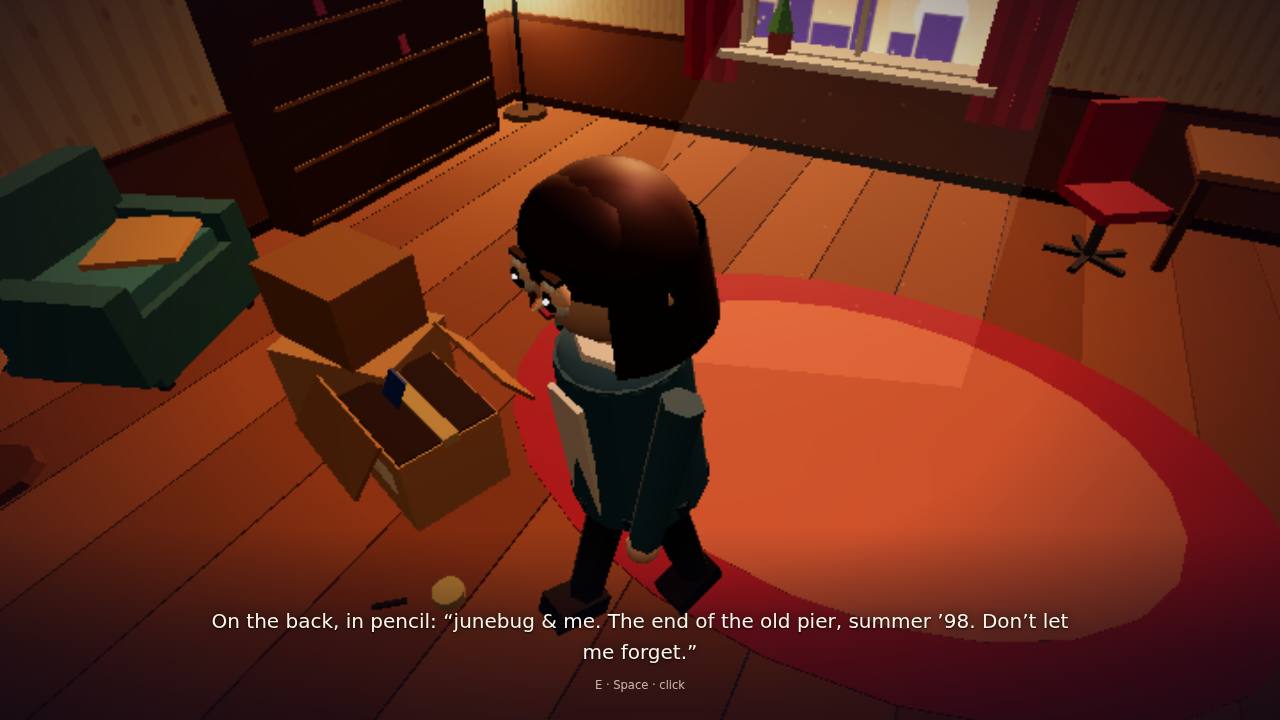 On the back, in pencil: “junebug & me. The end of the old pier, summer ’98. Don’t let
me forget.”
E · Space · click